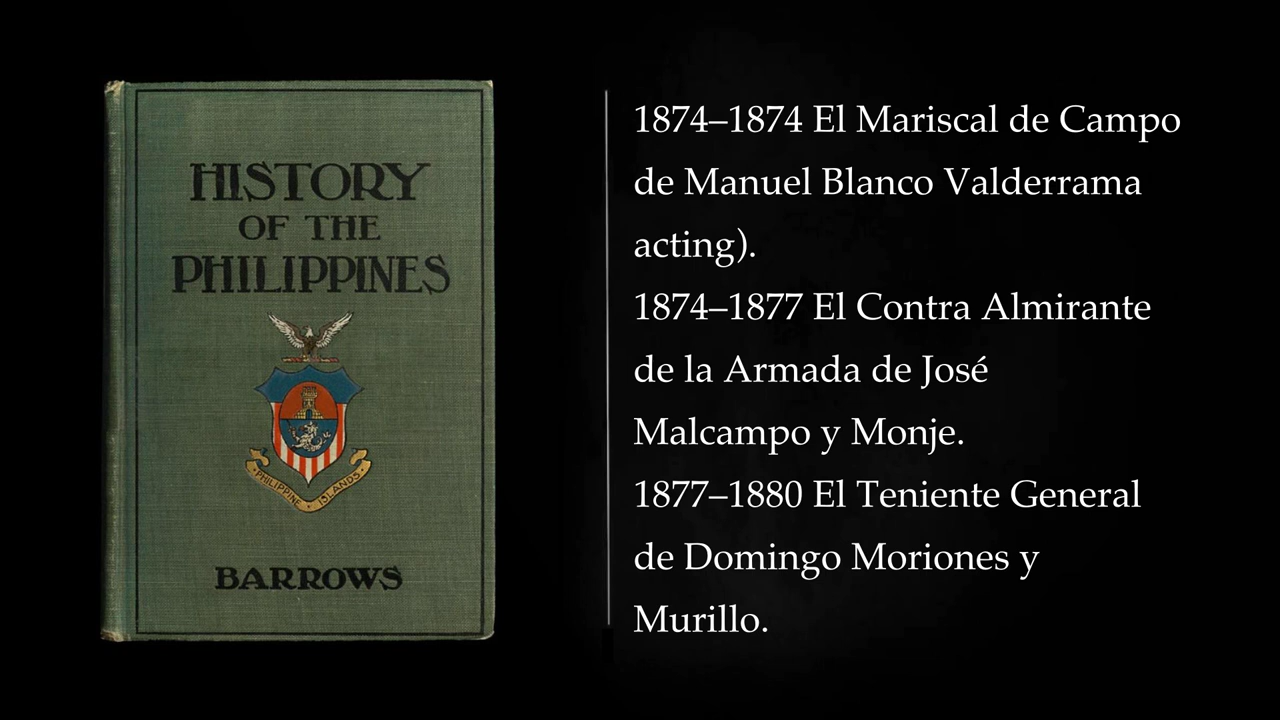 HISTORY
OF THE
PHILIPPINES
PHILIPPINE ISLANDS
BARROWS
1874–1874 El Mariscal de Campo
de Manuel Blanco Valderrama
acting).
1874–1877 El Contra Almirante
de la Armada de José
Malcampo y Monje.
1877–1880 El Teniente General
de Domingo Moriones y
Murillo.